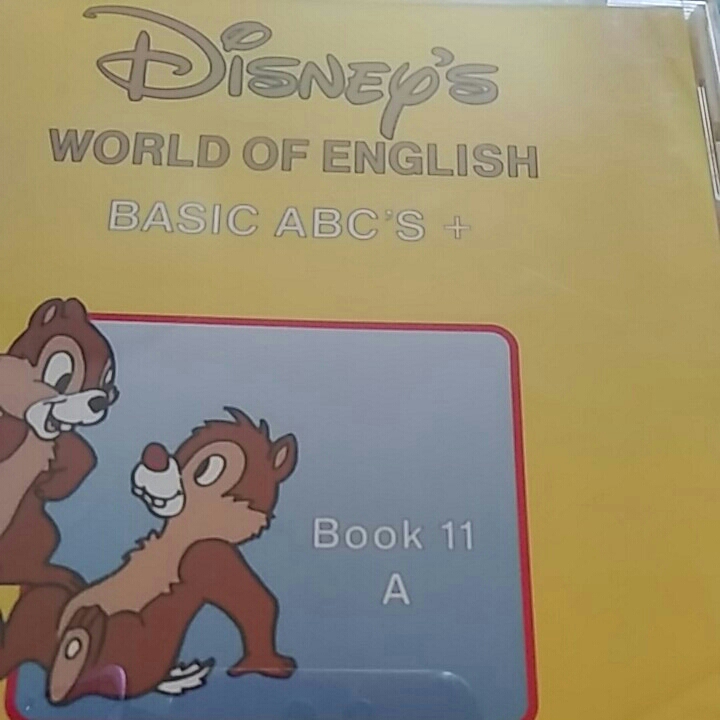 Disney's
WORLD OF ENGLISH
BASIC ABC'S +
Book 11
A